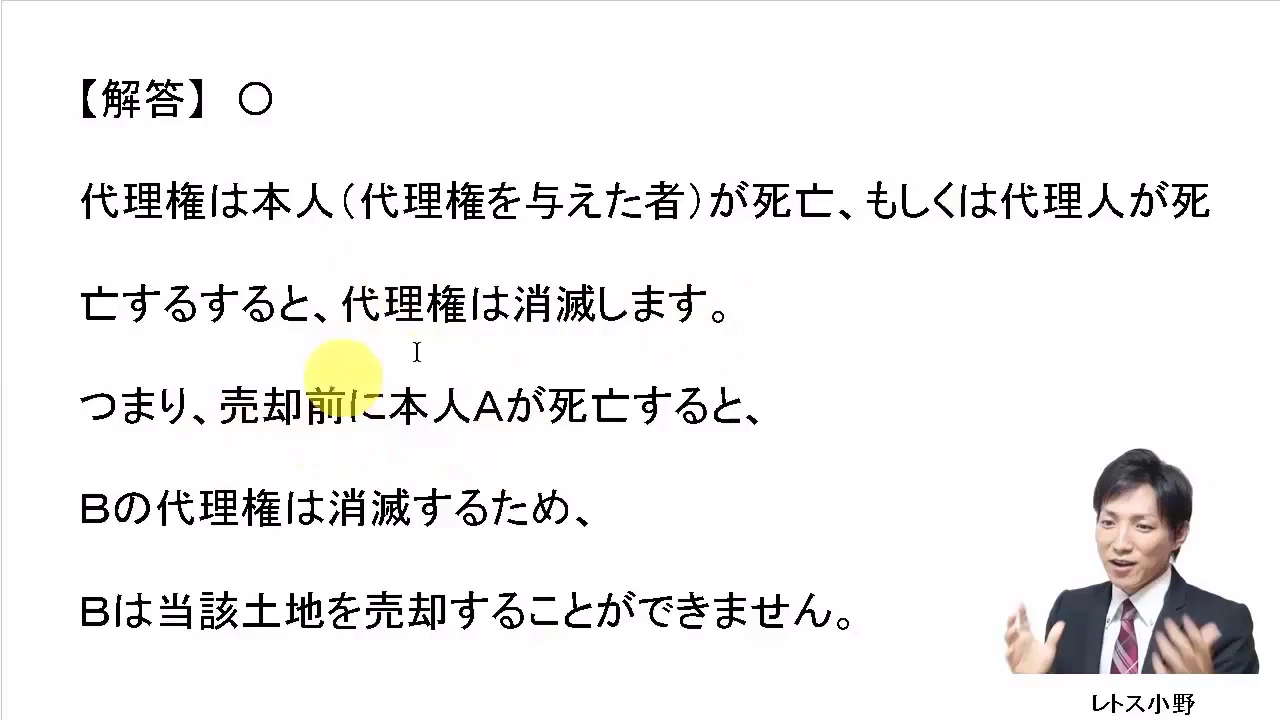 【解答】 ○
代理権は本人（代理権を与えた者）が死亡、もしくは代理人が死
亡するすると、代理権は消滅します。
つまり、売却前に本人Ａが死亡すると、
Ｂの代理権は消滅するため、
Ｂは当該土地を売却することができません。
レトス小野